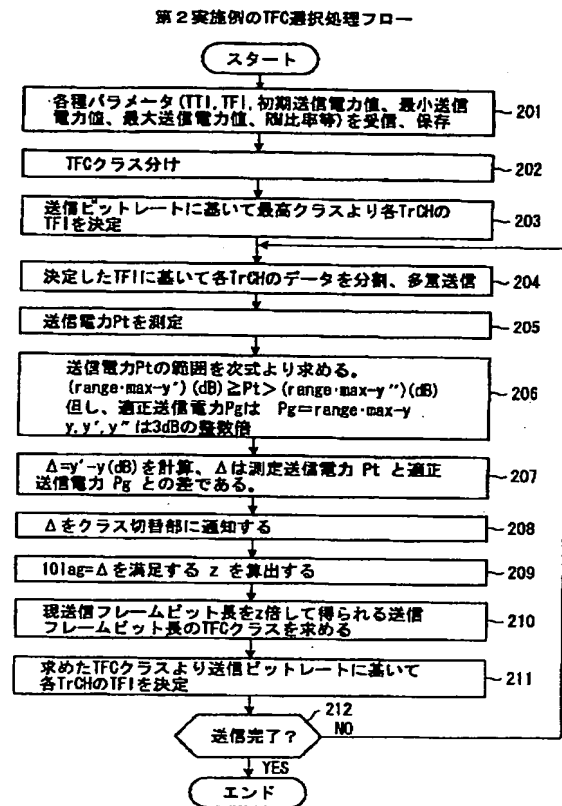 第2実施例のTFC選択処理フロー
スタート
各種パラメータ(TTI,TFI,初期送信電力値、最小送信
電力値、最大送信電力値、RM比率等)を受信、保存
201
TFCクラス分け
202
送信ビットレートに基いて最高クラスより各TrCHの
TFIを決定
203
決定したTFIに基いて各TrCHのデータを分割、多重送信
204
送信電力Ptを測定
205
送信電力Ptの範囲を次式より求める。
(range·max-y')(dB)≧Pt>(range·max-y'')(dB)
但し、適正送信電力Pgは Pg=range·max-y
y,y',y''は3dBの整数倍
206
Δ=y'-y(dB)を計算、Δは測定送信電力 Pt と適正
送信電力 Pg との差である。
207
Δをクラス切替部に通知する
208
10lag=Δを満足する z を算出する
209
現送信フレームビット長をz倍して得られる送信
フレームビット長のTFCクラスを求める
210
求めたTFCクラスより送信ビットレートに基いて
各TrCHのTFIを決定
211
212
送信完了?
NO
YES
エンド